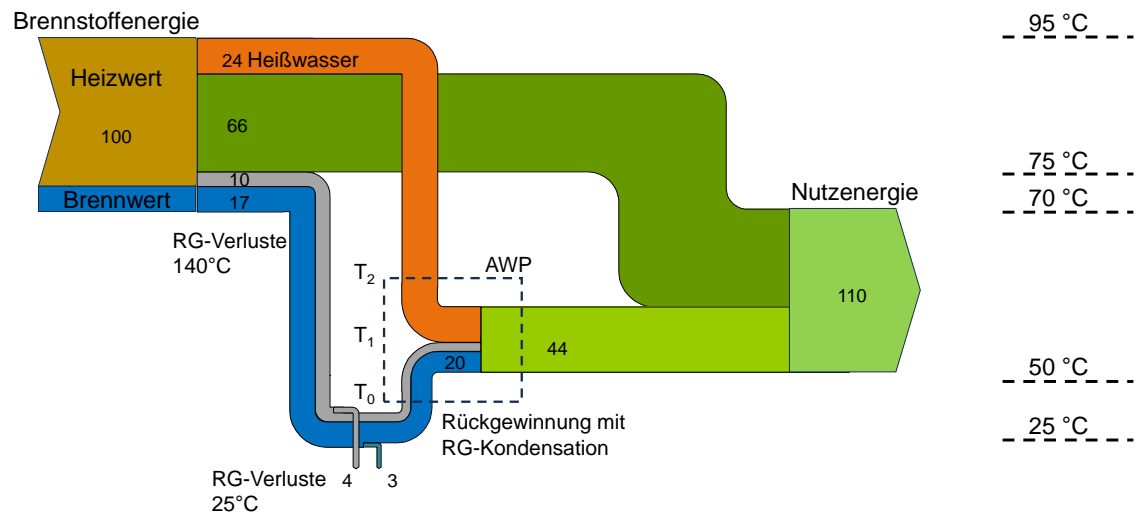 Brennstoffenergie
95 °C
24 Heißwasser
Heizwert
100
66
75 °C
10
Brennwert
17
Nutzenergie
70 °C
RG-Verluste
140°C
T2
AWP
110
T1
20
44
T0
50 °C
Rückgewinnung mit
RG-Kondensation
25 °C
RG-Verluste
25°C
4
3